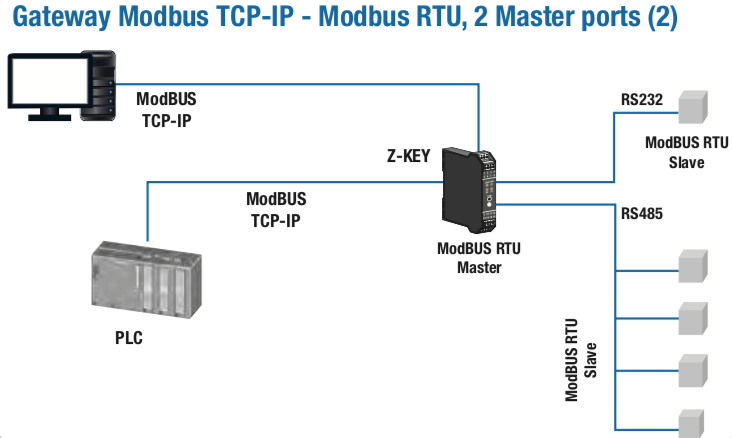 Gateway Modbus TCP-IP - Modbus RTU, 2 Master ports (2)
ModBUS
TCP-IP
RS232
ModBUS RTU
Slave
Z-KEY
ModBUS
TCP-IP
RS485
ModBUS RTU
Master
PLC
ModBUS RTU
Slave